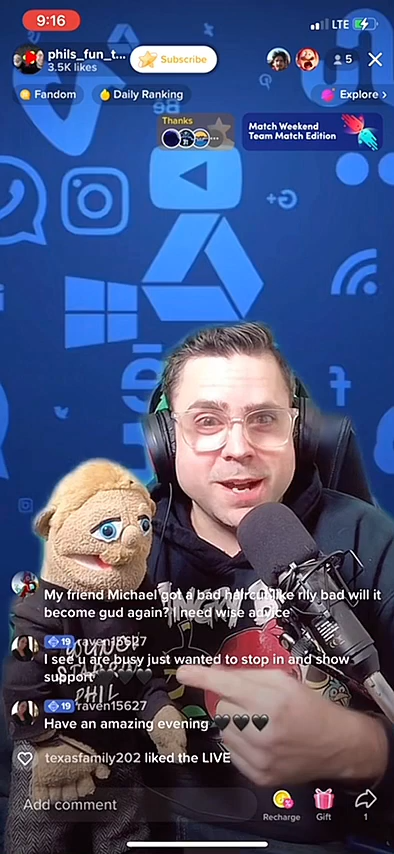 9:16
LTE
phils_fun_t...
3.5K likes
Subscribe
5
Fandom
Daily Ranking
Explore
Thanks
Match Weekend
Team Match Edition
Be
G+
My friend Michael got a bad haircut like rlly bad will it
become gud again? I need wise advice
19 raven15627
I see u are busy just wanted to stop in and show
support
PHIL
19 raven15627
Have an amazing evening
texasfamily202 liked the LIVE
Add comment
Recharge
Gift
1